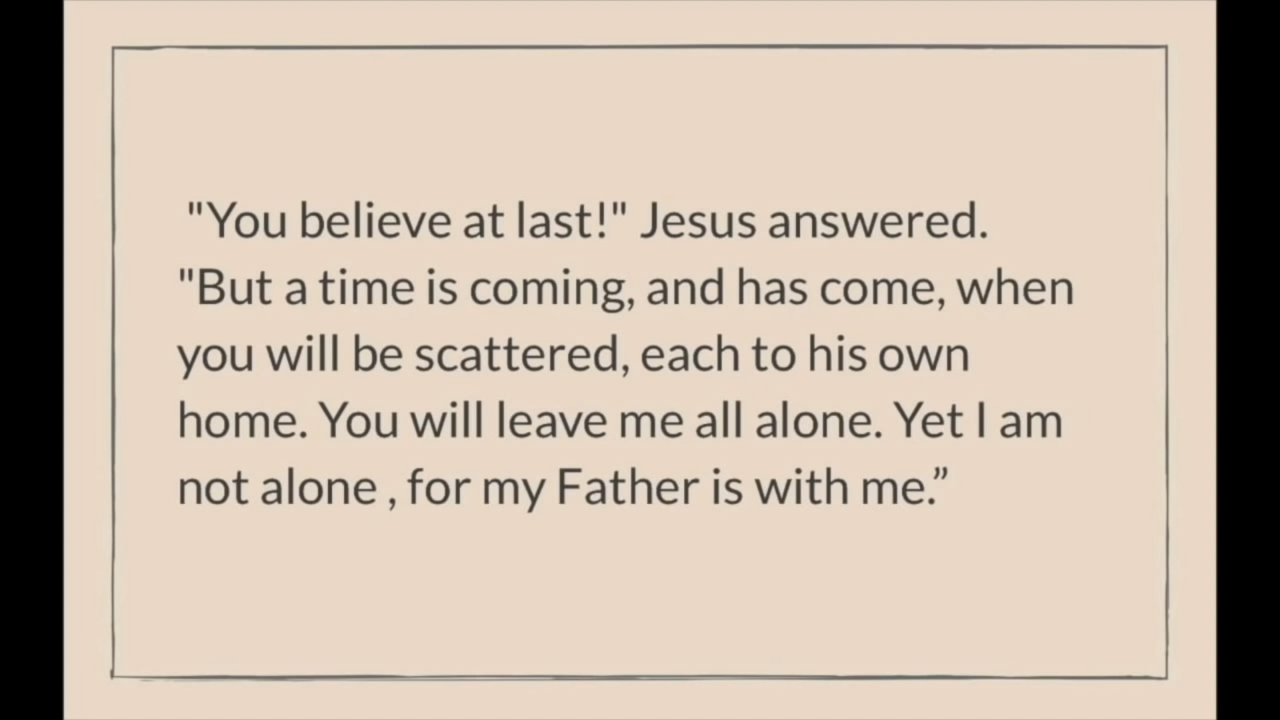 "You believe at last!" Jesus answered.
"But a time is coming, and has come, when
you will be scattered, each to his own
home. You will leave me all alone. Yet I am
not alone , for my Father is with me.”